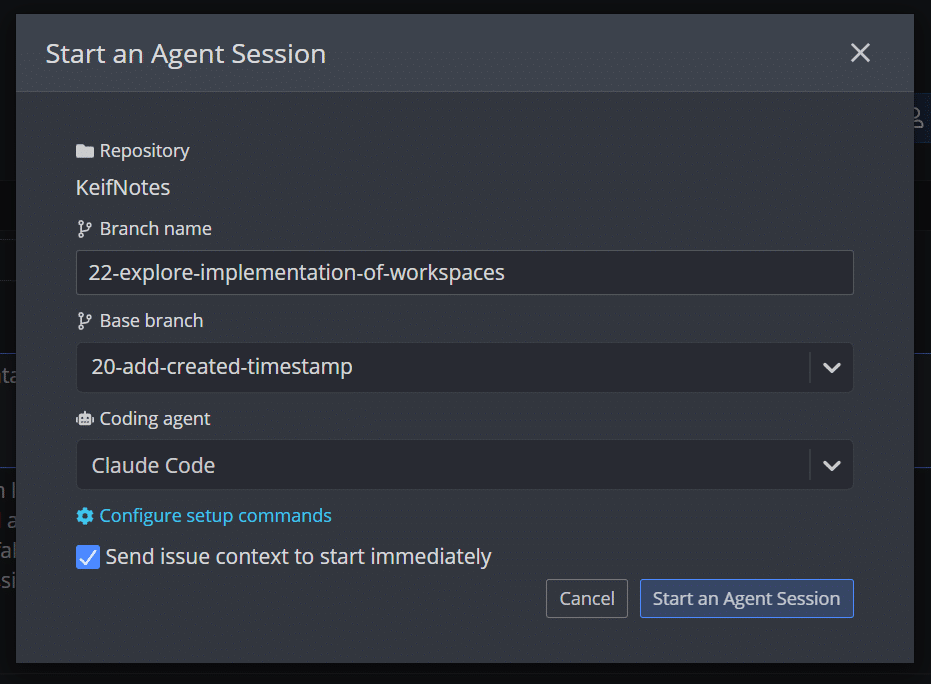 Start an Agent Session
Repository
KeifNotes
Branch name
22-explore-implementation-of-workspaces
Base branch
20-add-created-timestamp
Coding agent
Claude Code
Configure setup commands
Send issue context to start immediately
Cancel
Start an Agent Session